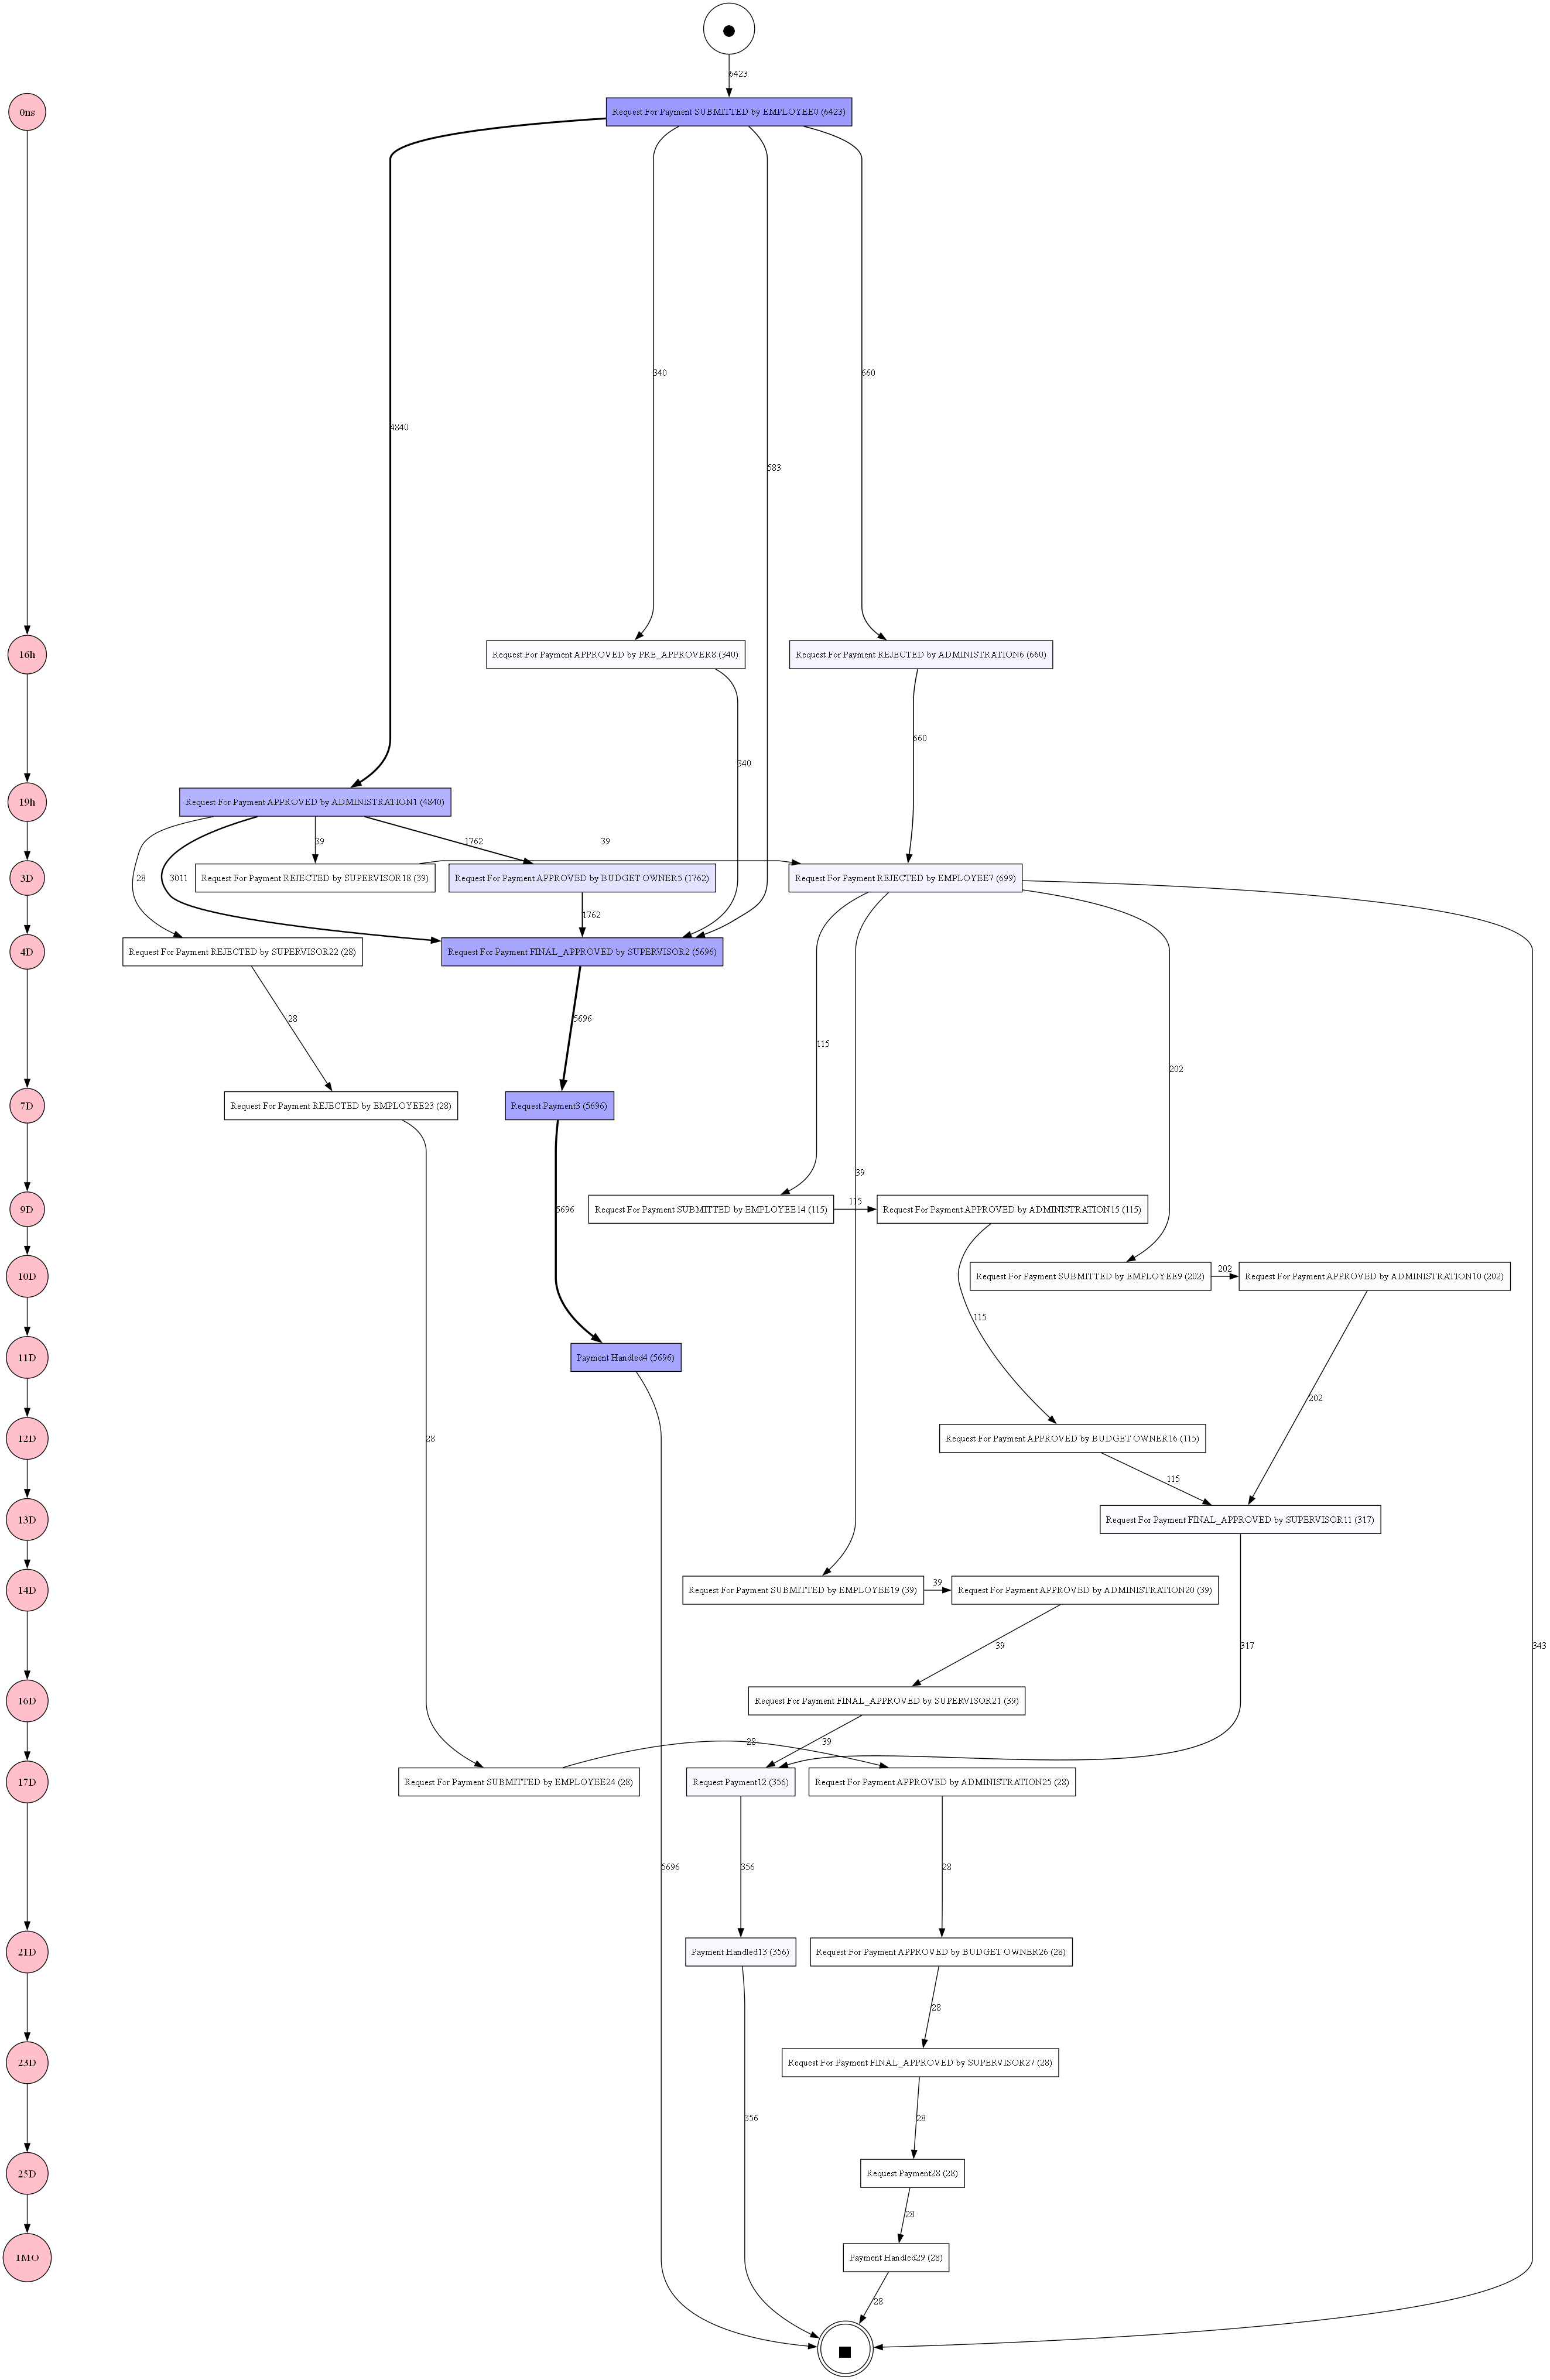 6423
0ns
Request For Payment SUBMITTED by EMPLOYEE0 (6423)
340
660
4840
583
16h
Request For Payment APPROVED by PRE_APPROVER8 (340)
Request For Payment REJECTED by ADMINISTRATION6 (660)
660
340
19h
Request For Payment APPROVED by ADMINISTRATION1 (4840)
39
1762
39
3D
28
3011
Request For Payment REJECTED by SUPERVISOR18 (39)
Request For Payment APPROVED by BUDGET OWNER5 (1762)
Request For Payment REJECTED by EMPLOYEE7 (699)
1762
4D
Request For Payment REJECTED by SUPERVISOR22 (28)
Request For Payment FINAL_APPROVED by SUPERVISOR2 (5696)
28
5696
115
202
7D
Request For Payment REJECTED by EMPLOYEE23 (28)
Request Payment3 (5696)
39
115
9D
5696
Request For Payment SUBMITTED by EMPLOYEE14 (115)
Request For Payment APPROVED by ADMINISTRATION15 (115)
202
10D
Request For Payment SUBMITTED by EMPLOYEE9 (202)
Request For Payment APPROVED by ADMINISTRATION10 (202)
115
11D
Payment Handled4 (5696)
202
12D
28
Request For Payment APPROVED by BUDGET OWNER16 (115)
115
13D
Request For Payment FINAL_APPROVED by SUPERVISOR11 (317)
39
14D
Request For Payment SUBMITTED by EMPLOYEE19 (39)
Request For Payment APPROVED by ADMINISTRATION20 (39)
39
317
343
16D
Request For Payment FINAL_APPROVED by SUPERVISOR21 (39)
28
39
17D
Request For Payment SUBMITTED by EMPLOYEE24 (28)
Request Payment12 (356)
Request For Payment APPROVED by ADMINISTRATION25 (28)
5696
356
28
21D
Payment Handled13 (356)
Request For Payment APPROVED by BUDGET OWNER26 (28)
28
23D
Request For Payment FINAL_APPROVED by SUPERVISOR27 (28)
356
28
25D
Request Payment28 (28)
28
1MO
Payment Handled29 (28)
28